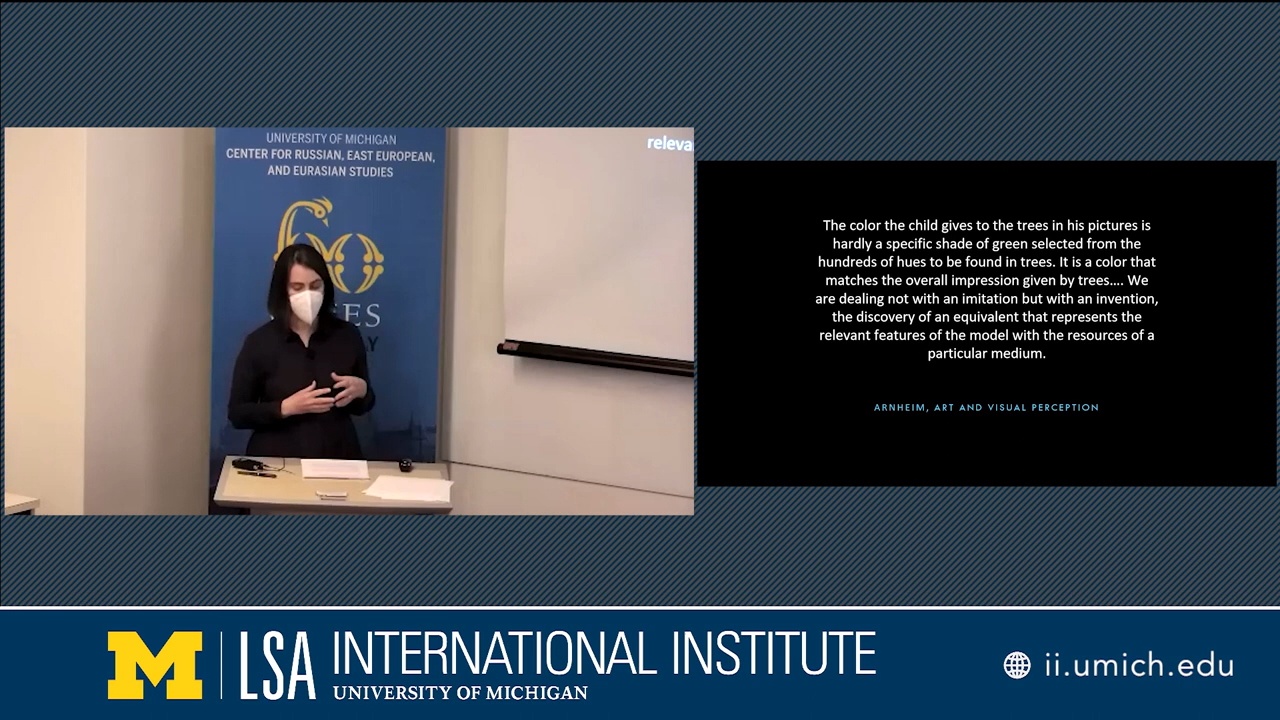 UNIVERSITY OF MICHIGAN
CENTER FOR RUSSIAN, EAST EUROPEAN,
AND EURASIAN STUDIES
60
releva
The color the child gives to the trees in his pictures is
hardly a specific shade of green selected from the
hundreds of hues to be found in trees. It is a color that
matches the overall impression given by trees.... We
are dealing not with an imitation but with an invention,
the discovery of an equivalent that represents the
relevant features of the model with the resources of a
particular medium.
ARNHEIM, ART AND VISUAL PERCEPTION
M LSA INTERNATIONAL INSTITUTE
UNIVERSITY OF MICHIGAN
ii.umich.edu